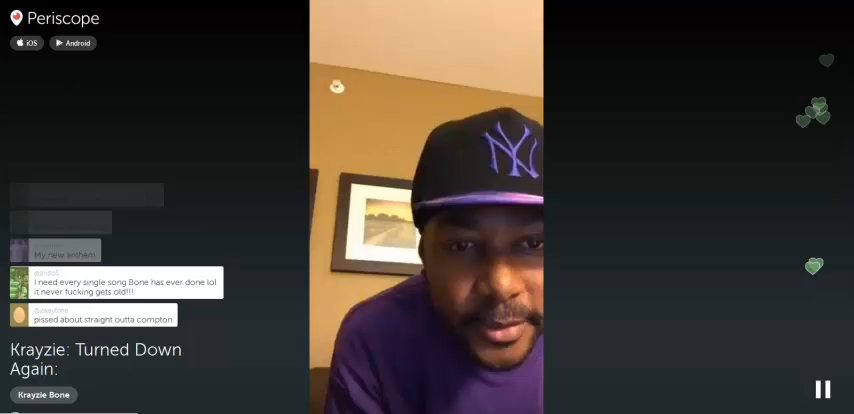 Periscope
iOS
Android
NY
My new anthem
I need every single song Bone has ever done lol
it never fucking gets old!!!
pissed about straight outta compton
Krayzie: Turned Down
Again:
Krayzie Bone